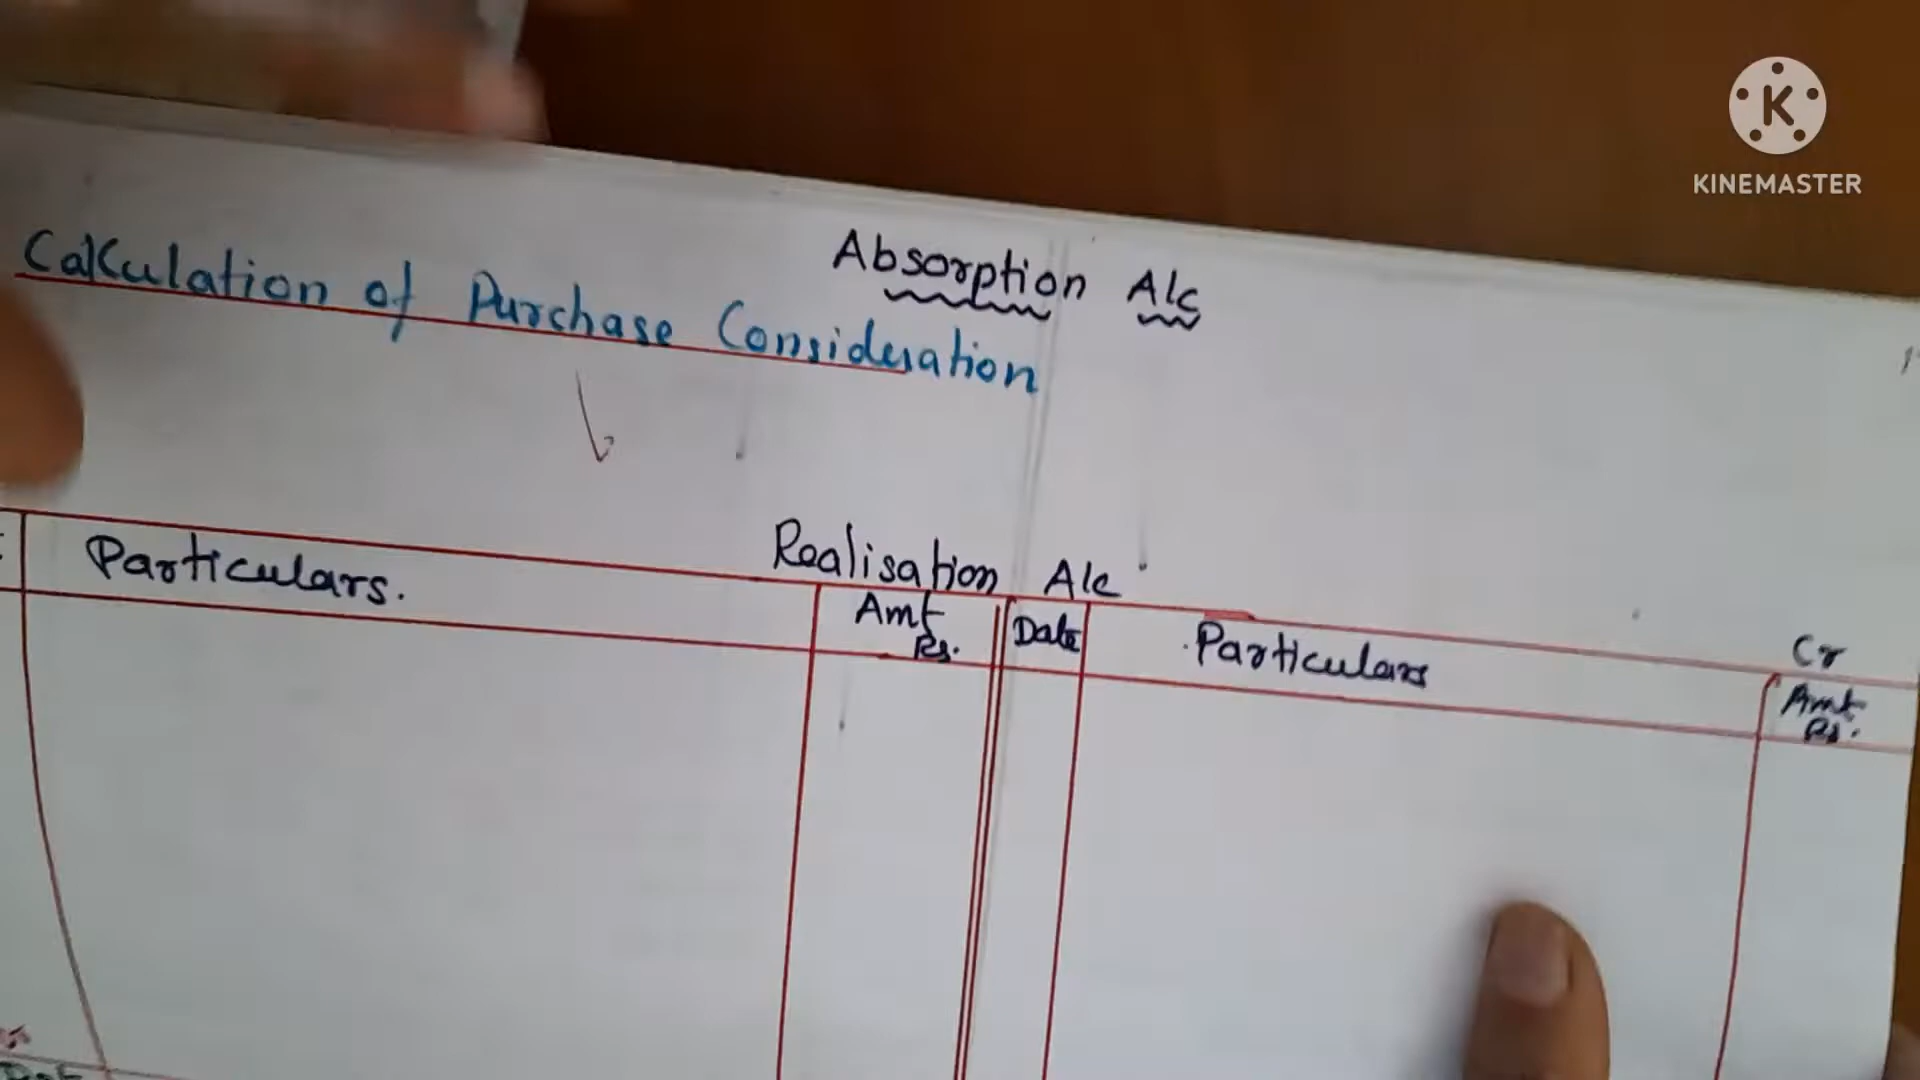 K
KINEMASTER
Absorption A/c
Calculation of Purchase Consideration
Realisation A/c
Cr
Particulars.
Amt
Rs.
Date
Particulars
Amt
Rs.